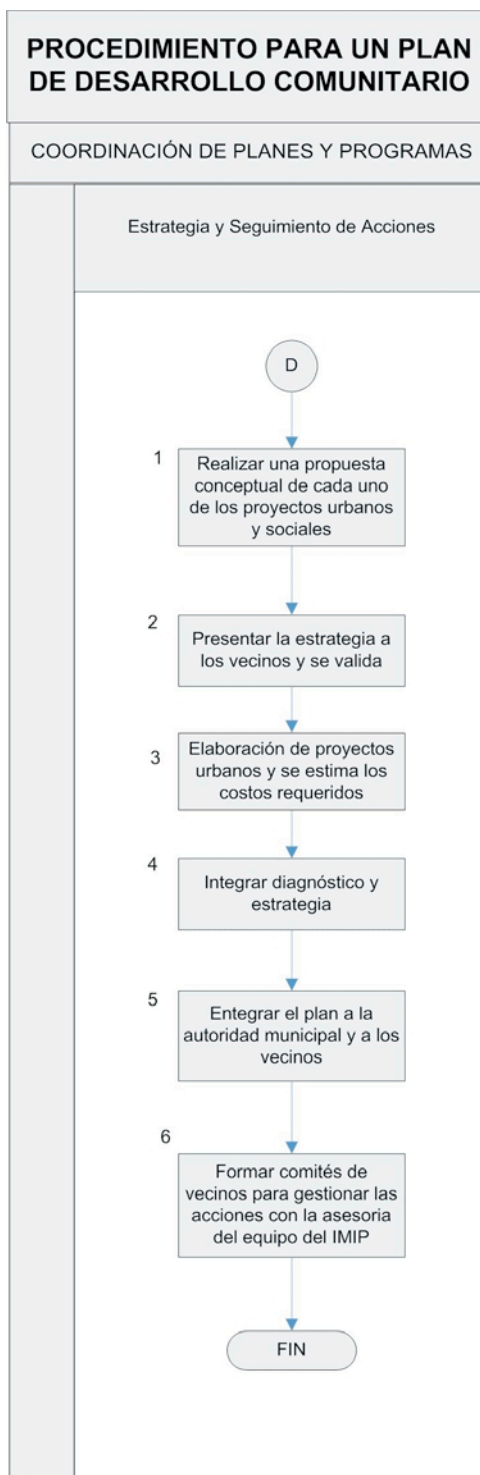 PROCEDIMIENTO PARA UN PLAN
DE DESARROLLO COMUNITARIO
COORDINACIÓN DE PLANES Y PROGRAMAS
Estrategia y Seguimiento de Acciones
D
1
Realizar una propuesta
conceptual de cada uno
de los proyectos urbanos
y sociales
2
Presentar la estrategia a
los vecinos y se valida
3
Elaboración de proyectos
urbanos y se estima los
costos requeridos
4
Integrar diagnóstico y
estrategia
5
Entegrar el plan a la
autoridad municipal y a los
vecinos
6
Formar comités de
vecinos para gestionar las
acciones con la asesoria
del equipo del IMIP
FIN